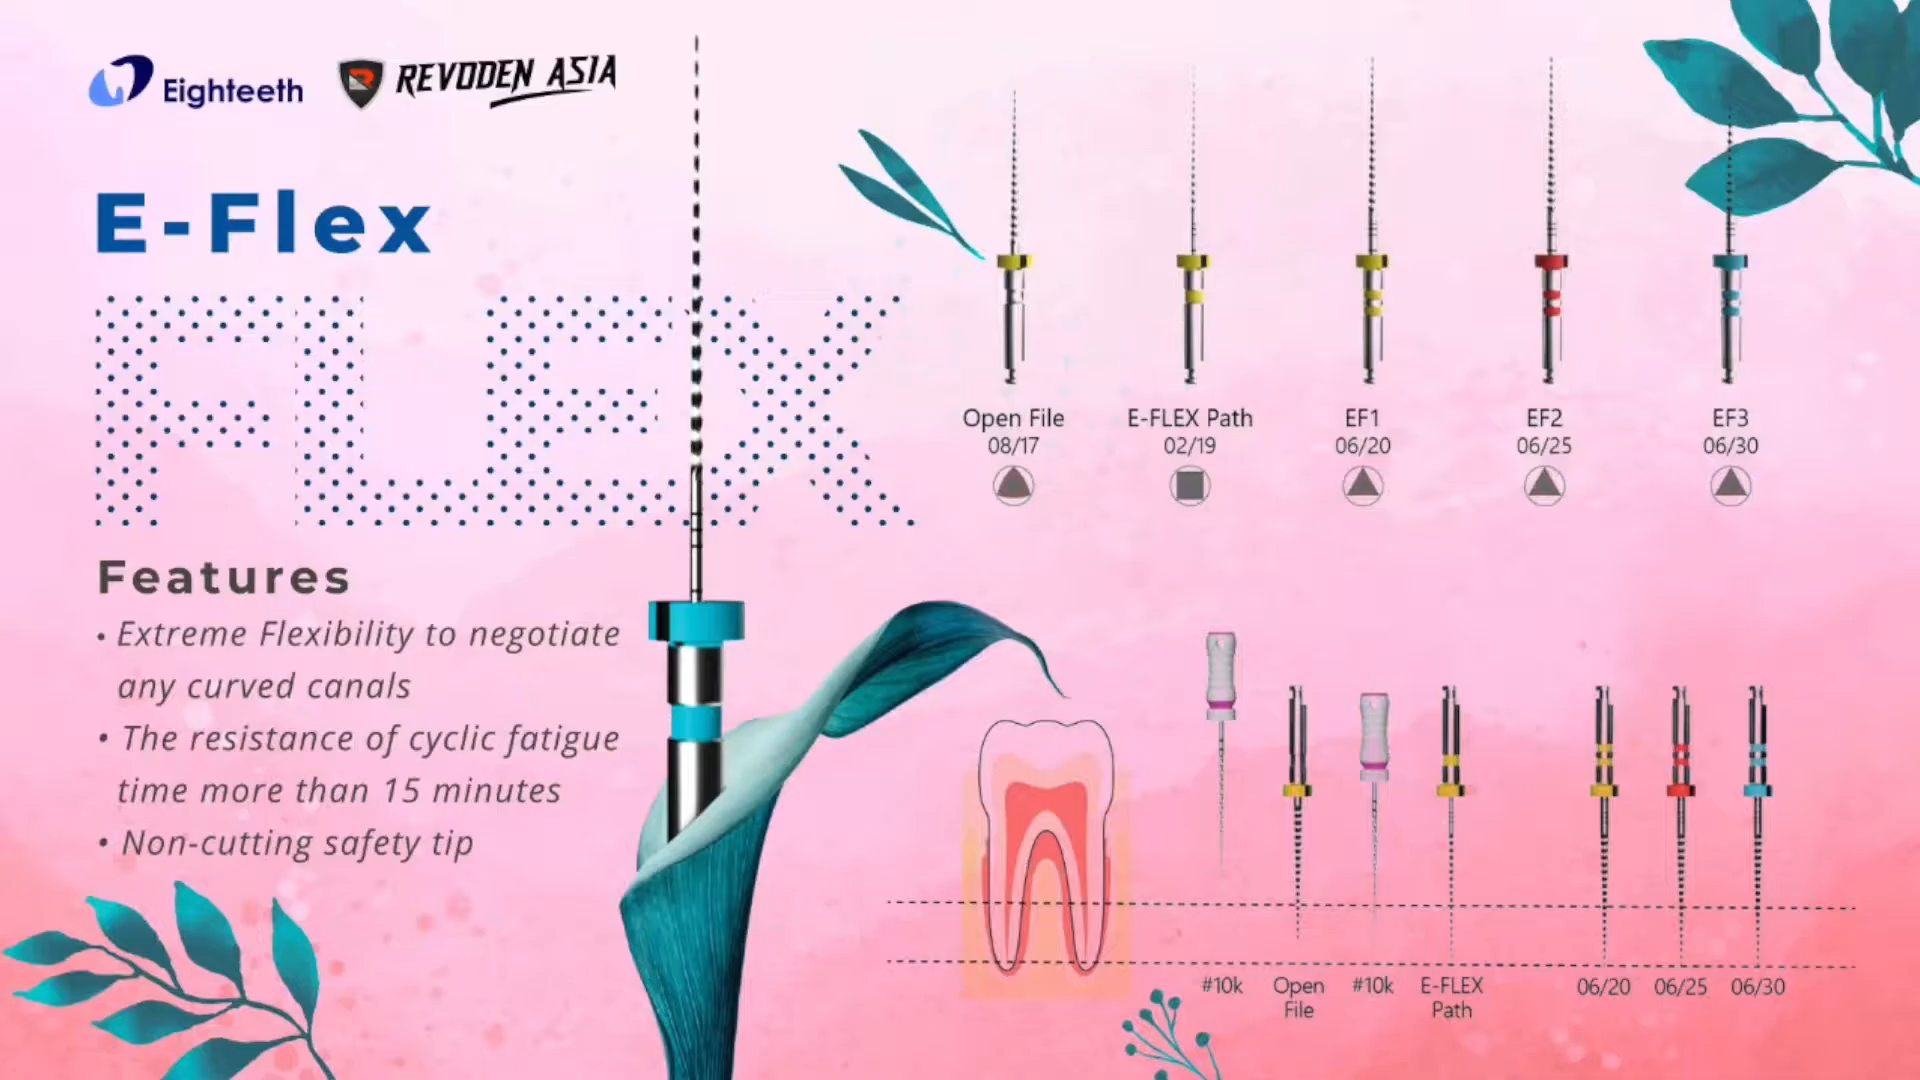 Eighteeth
REVODEN ASIA
E-Flex
FLEX
Features
• Extreme Flexibility to negotiate
any curved canals
• The resistance of cyclic fatigue
time more than 15 minutes
• Non-cutting safety tip
Open File
08/17
E-FLEX Path
02/19
EF1
06/20
EF2
06/25
EF3
06/30
#10k
Open
File
#10k
E-FLEX
Path
06/20
06/25
06/30